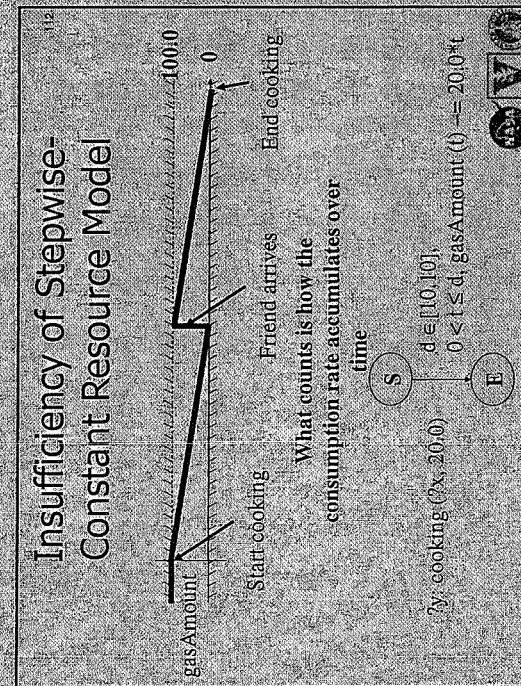 112
Insufficiency of Stepwise-
Constant Resource Model
100.0
gasAmount
0
Start cooking
Friend arrives
End cooking
What counts is how the
consumption rate accumulates over
time
S
?y: cooking (?x, 20.0)
d ∈ [10,10],
0 < t ≤ d, gasAmount (t) -= 20.0*t
E